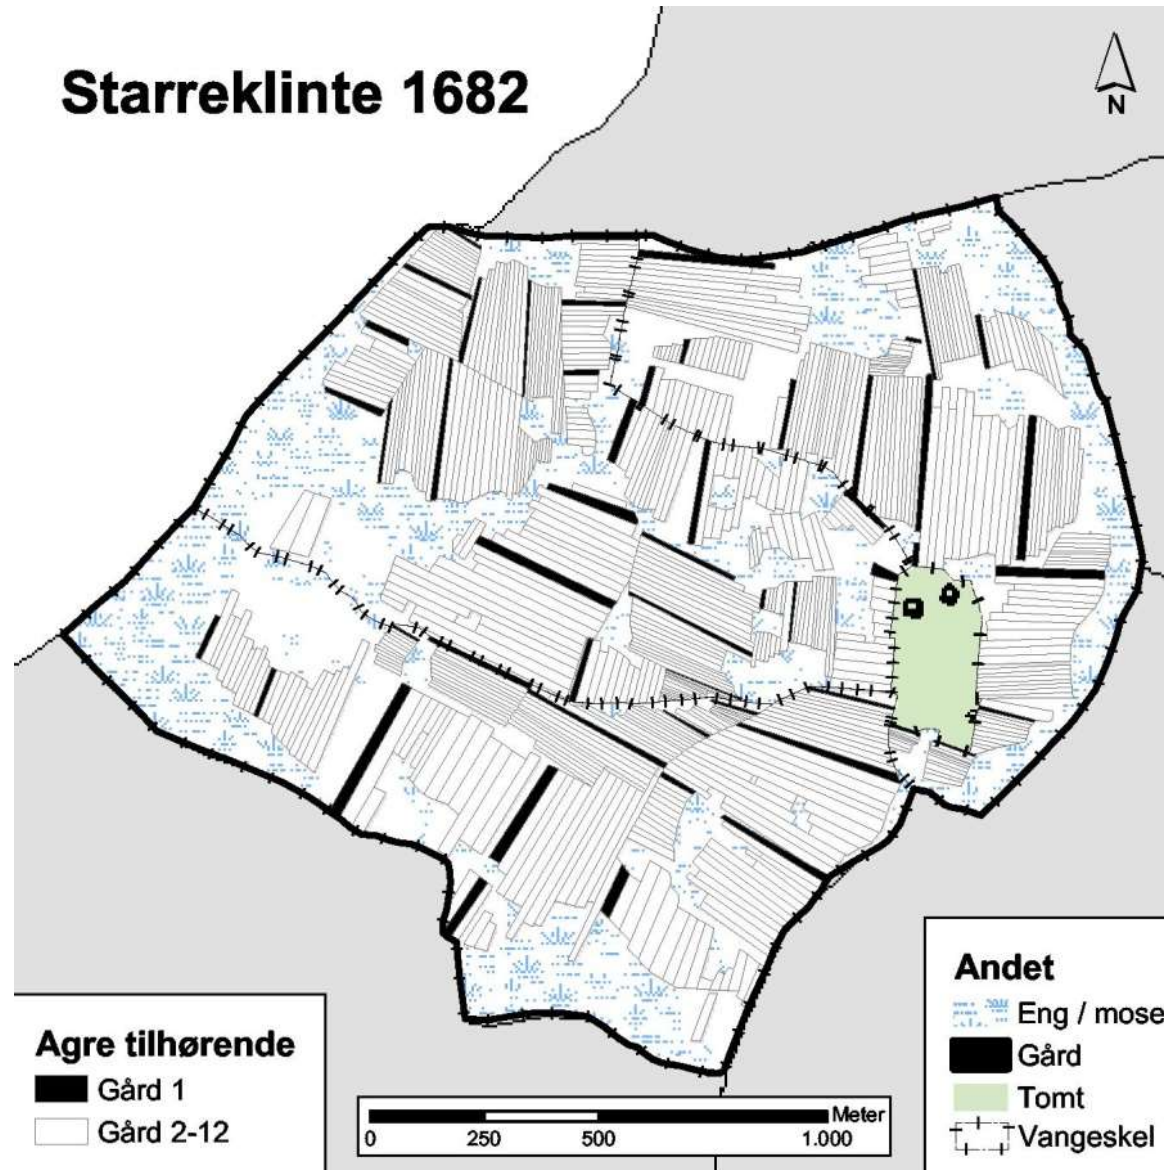 Starreklinte 1682
N
Agre tilhørende
Gård 1
Gård 2-12
Meter
0 250 500 1.000
Andet
Eng / mose
Gård
Tomt
Vangeskel